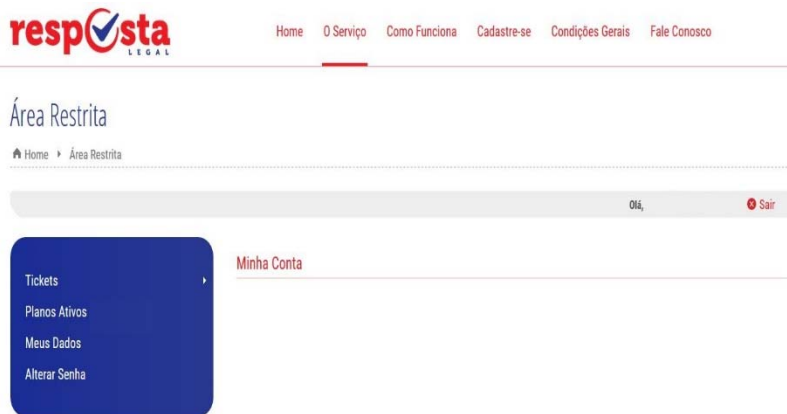 resposta
LEGAL
Home O Serviço Como Funciona Cadastre-se Condições Gerais Fale Conosco
Área Restrita
Home Área Restrita
Olá, Sair
Minha Conta
Tickets
Planos Ativos
Meus Dados
Alterar Senha